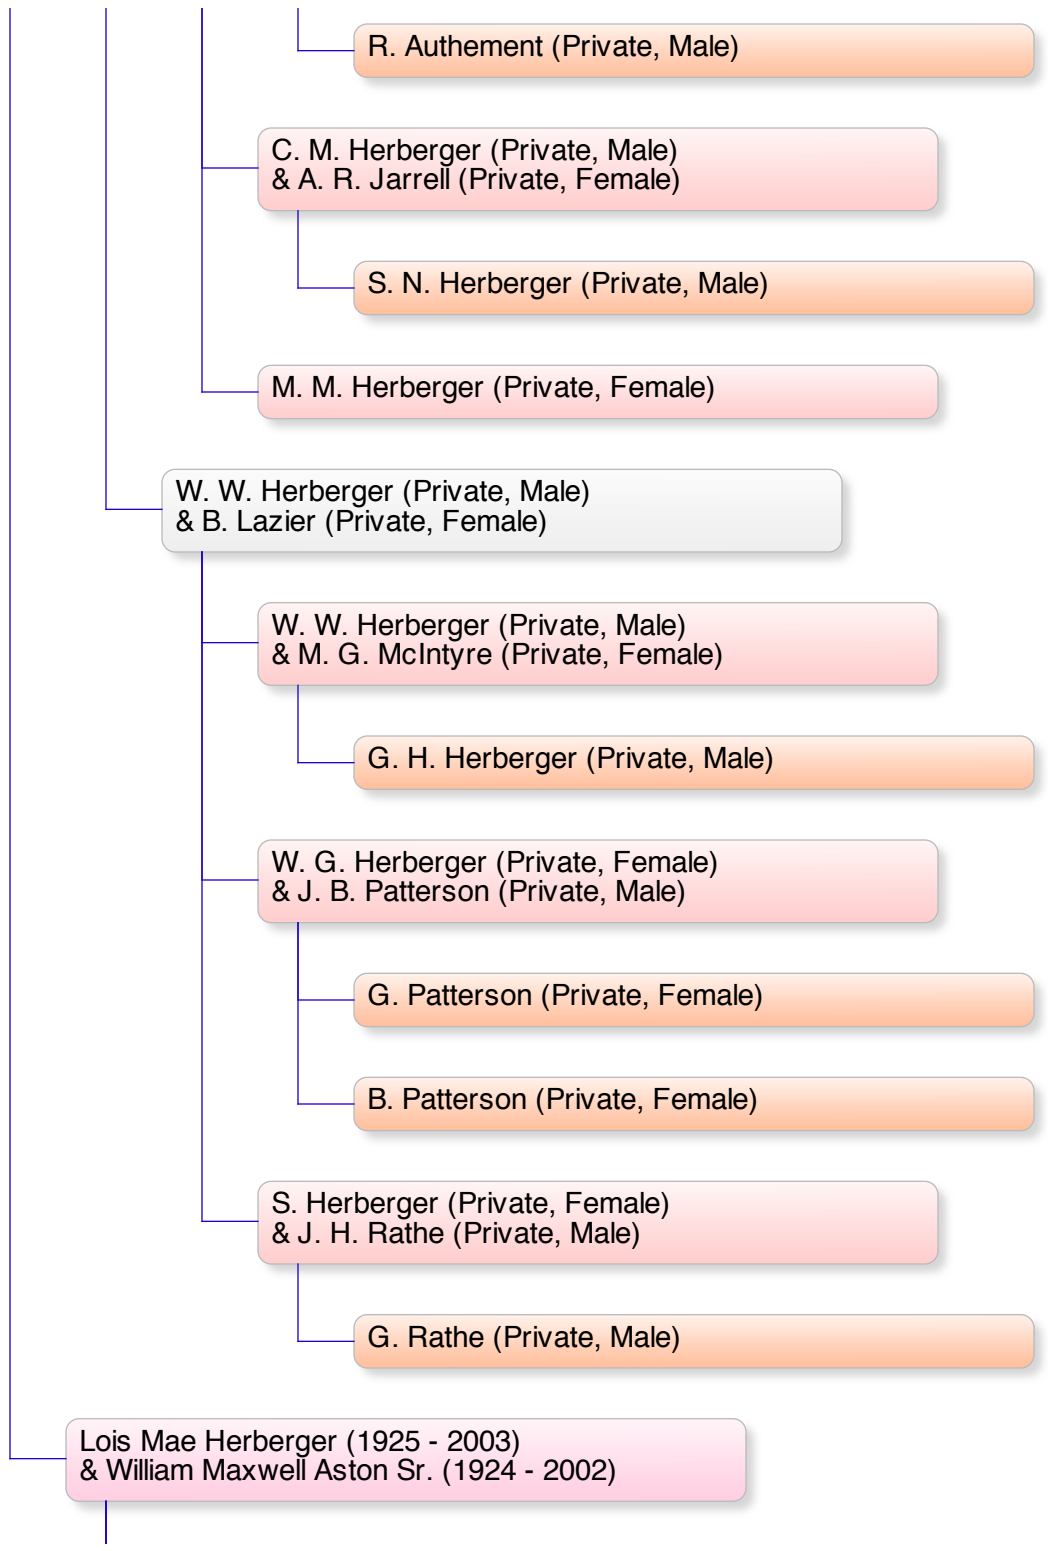 R. Authement (Private, Male)
C. M. Herberger (Private, Male)
& A. R. Jarrell (Private, Female)
S. N. Herberger (Private, Male)
M. M. Herberger (Private, Female)
W. W. Herberger (Private, Male)
& B. Lazier (Private, Female)
W. W. Herberger (Private, Male)
& M. G. McIntyre (Private, Female)
G. H. Herberger (Private, Male)
W. G. Herberger (Private, Female)
& J. B. Patterson (Private, Male)
G. Patterson (Private, Female)
B. Patterson (Private, Female)
S. Herberger (Private, Female)
& J. H. Rathe (Private, Male)
G. Rathe (Private, Male)
Lois Mae Herberger (1925 - 2003)
& William Maxwell Aston Sr. (1924 - 2002)